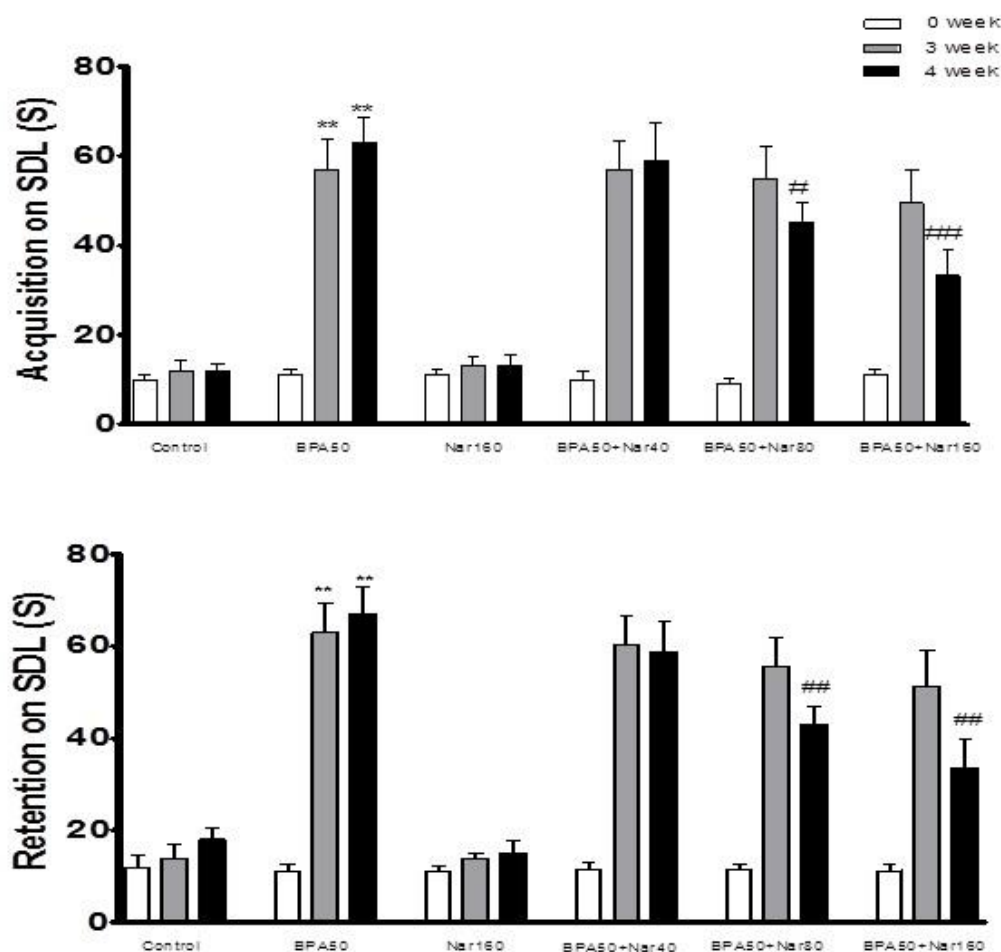 0 week
3 week
4 week
Acquisition on SDL (S)
80
60
40
20
0
**
**
##
###
Control
BPA50
Nar160
BPA50+Nar40
BPA50+Nar80
BPA50+Nar160
Retention on SDL (S)
80
60
40
20
0
**
**
##
##
Control
BPA50
Nar160
BPA50+Nar40
BPA50+Nar80
BPA50+Nar160